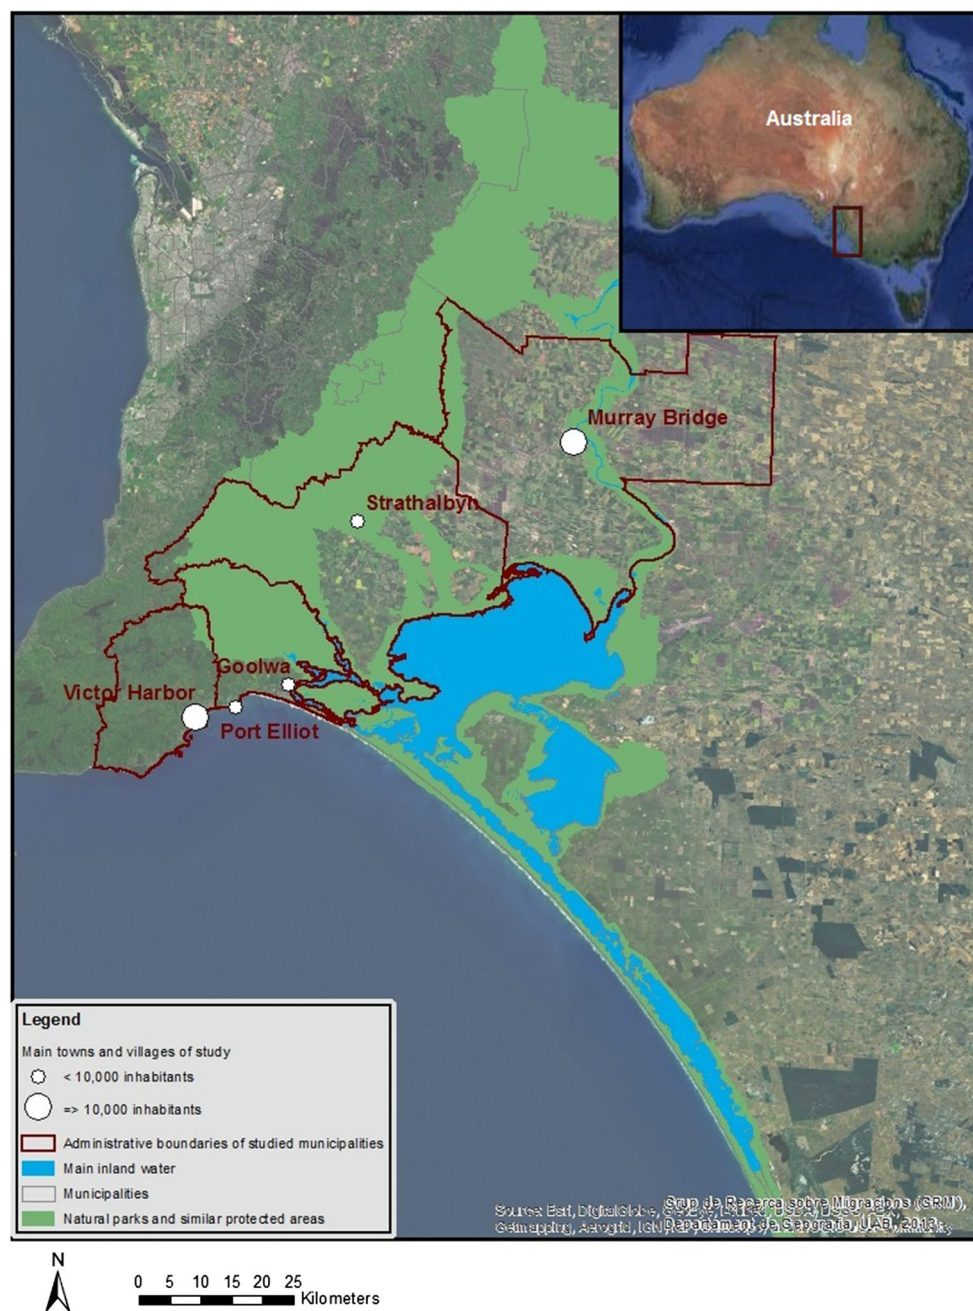 Australia
Murray Bridge
Strathalbyn
Goolwa
Victor Harbor
Port Elliot
Legend
Main towns and villages of study
< 10,000 inhabitants
=> 10,000 inhabitants
Administrative boundaries of studied municipalities
Main inland water
Municipalities
Natural parks and similar protected areas
Source: Esri, DigitalGlobe,
Grup de Recerca sobre Migracions (GRM),
Getmapping, Aerogrid, IGN,
Departament de Geografia, UAB, 2013.
N
0 5 10 15 20 25
Kilometers